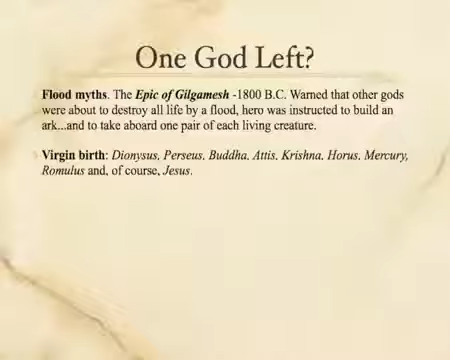 One God Left?
Flood myths. The Epic of Gilgamesh -1800 B.C. Warned that other gods
were about to destroy all life by a flood, hero was instructed to build an
ark...and to take aboard one pair of each living creature.
Virgin birth: Dionysus, Perseus, Buddha, Attis, Krishna, Horus, Mercury,
Romulus and, of course, Jesus.